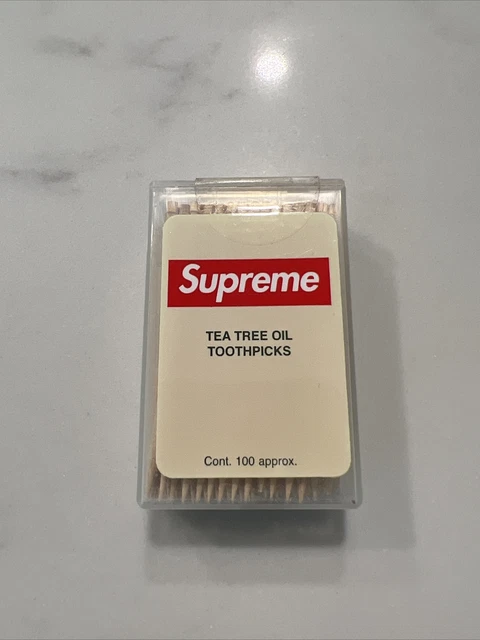 Supreme
TEA TREE OIL
TOOTHPICKS
Cont. 100 approx.